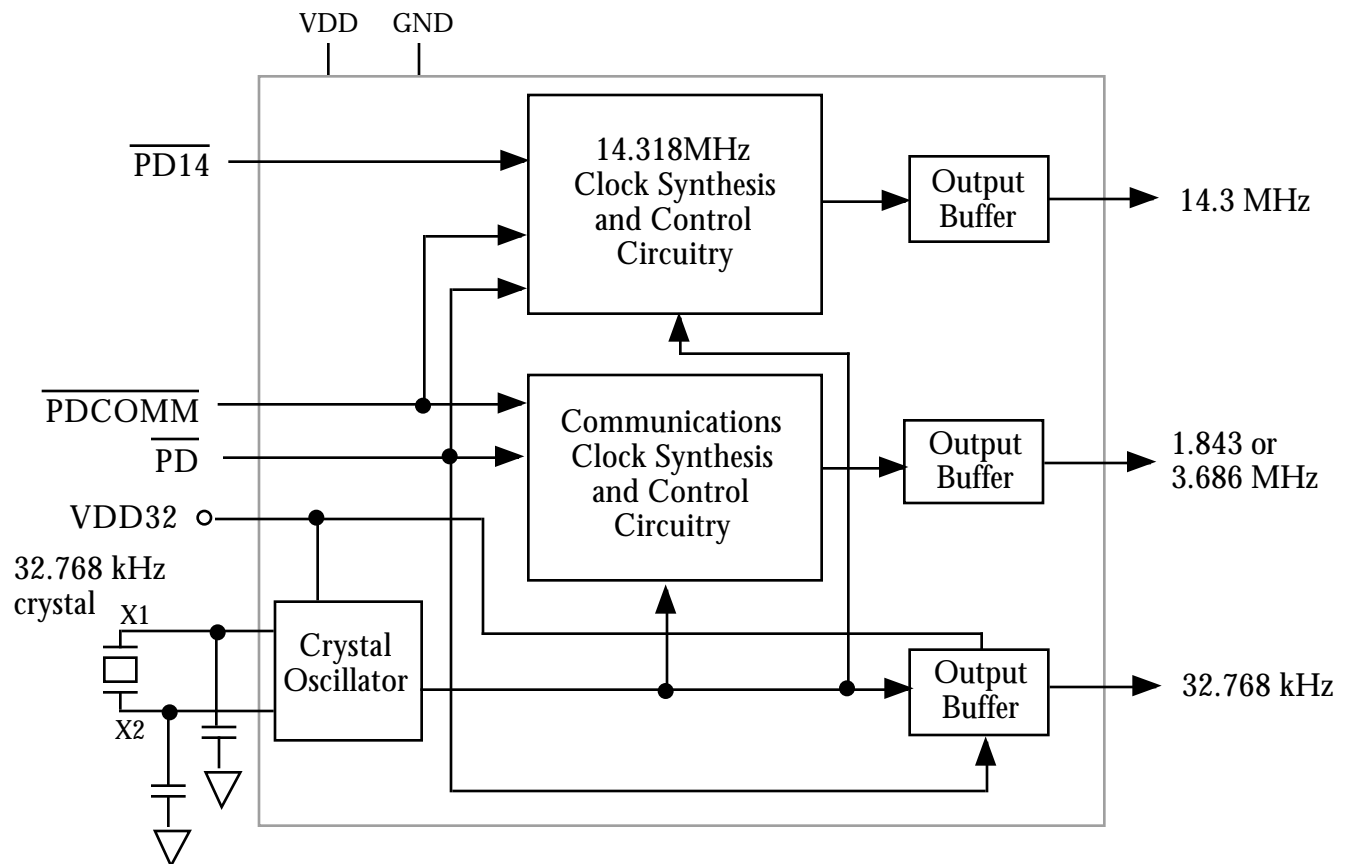 VDD GND
PD14
14.318MHz
Clock Synthesis
and Control
Circuitry
Output
Buffer
14.3 MHz
PDCOMM
PD
Communications
Clock Synthesis
and Control
Circuitry
Output
Buffer
1.843 or
3.686 MHz
VDD32
32.768 kHz
crystal
X1
X2
Crystal
Oscillator
Output
Buffer
32.768 kHz